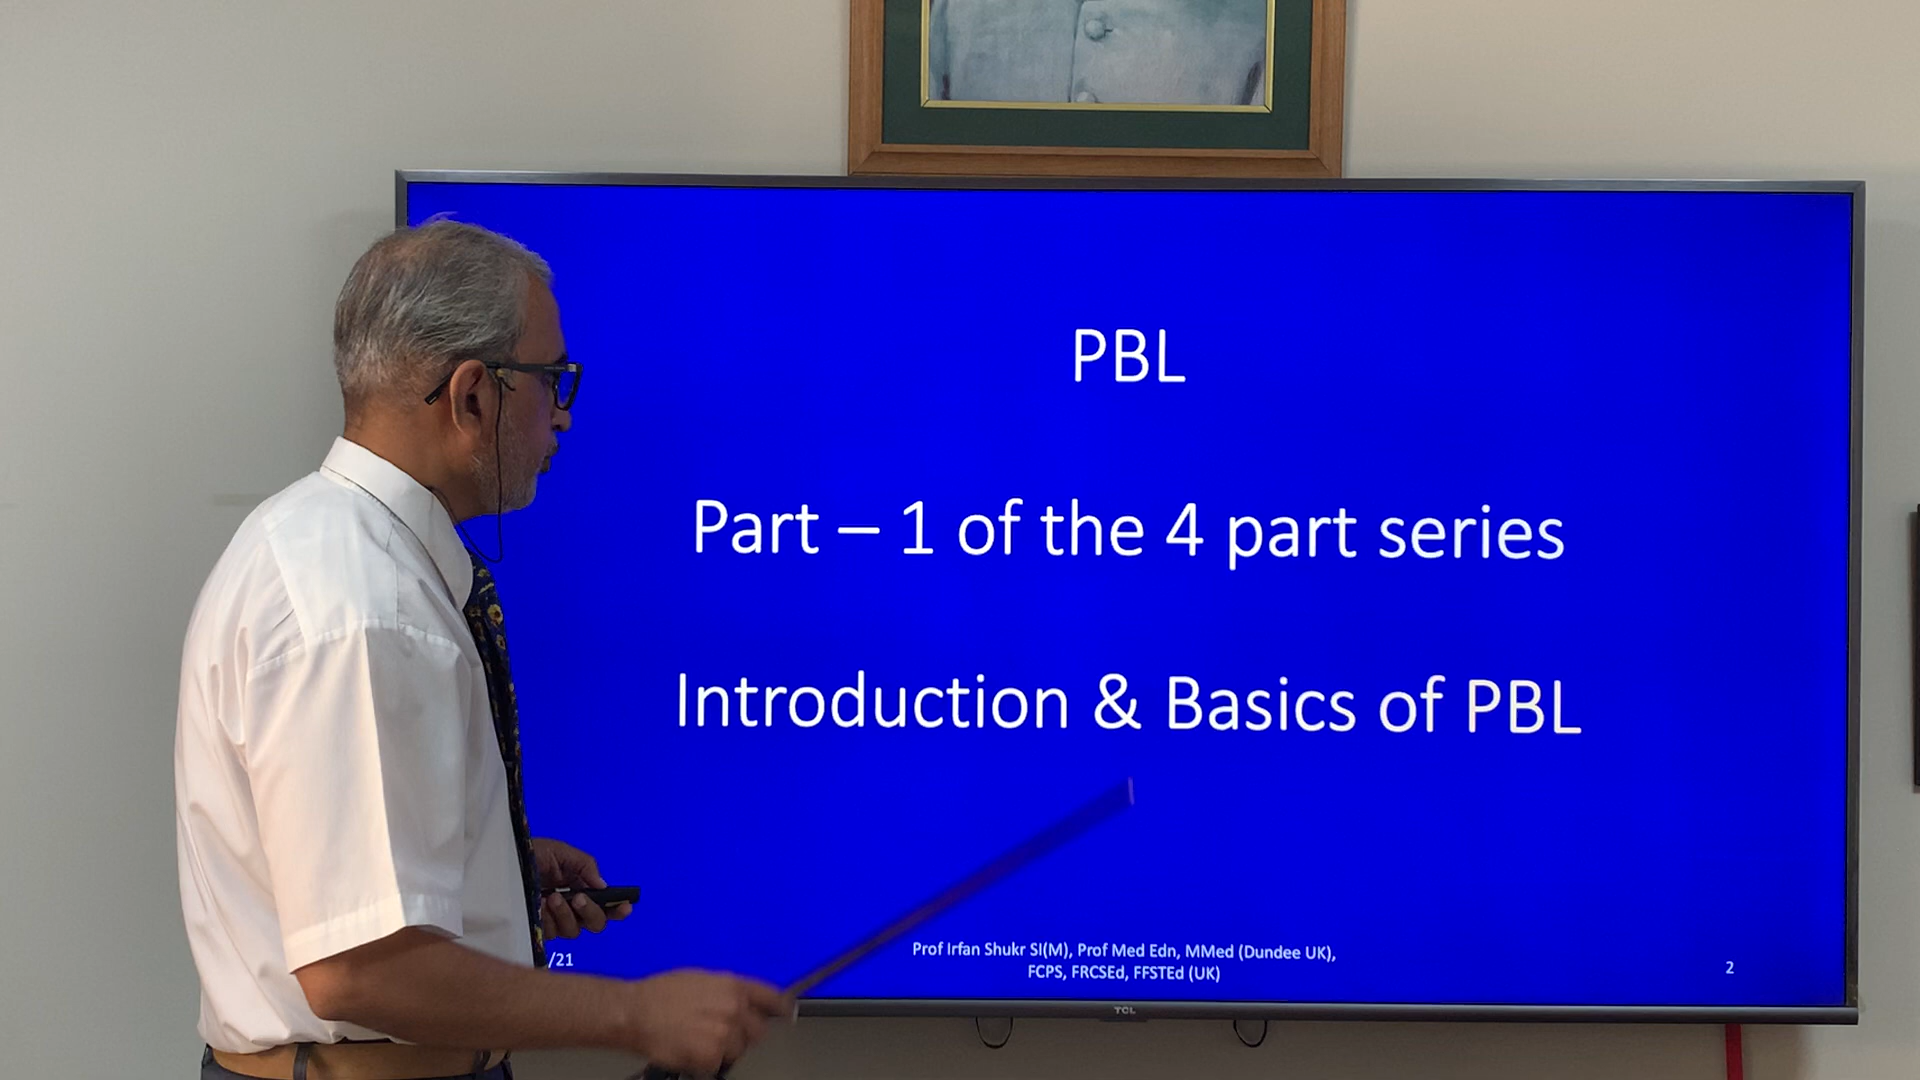 PBL
Part – 1 of the 4 part series
Introduction & Basics of PBL
/21
Prof Irfan Shukr SI(M), Prof Med Edn, MMed (Dundee UK),
FCPS, FRCSEd, FFSTEd (UK)
2
TCL